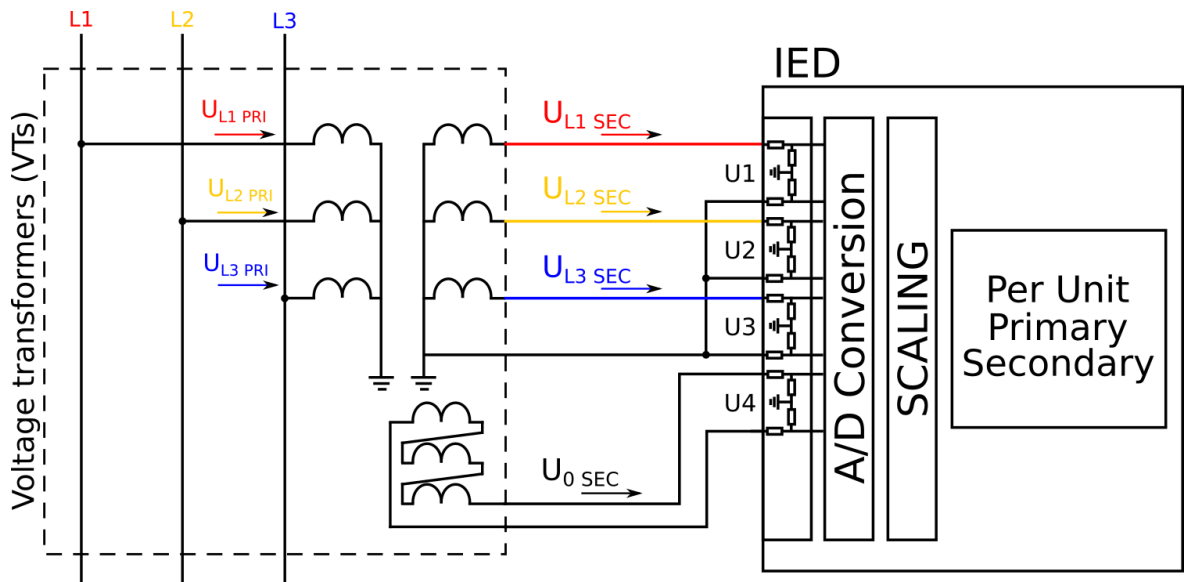 L1
L2
L3
IED
Voltage transformers (VTs)
UL1 PRI
UL1 SEC
U1
UL2 PRI
UL2 SEC
U2
UL3 PRI
UL3 SEC
U3
U4
U0 SEC
A/D Conversion
SCALING
Per Unit
Primary
Secondary